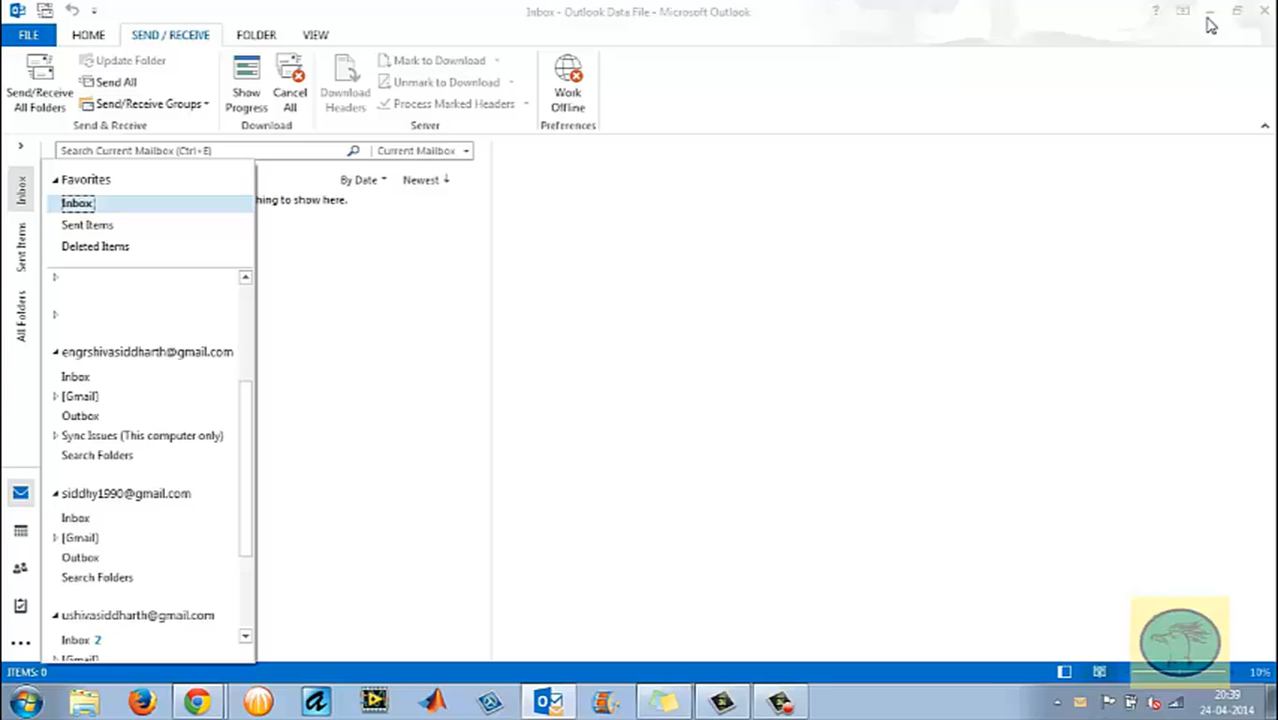 Inbox - Outlook Data File - Microsoft Outlook
?
FILE HOME SEND / RECEIVE FOLDER VIEW
Send/Receive All Folders
Update Folder
Send All
Send/Receive Groups
Send & Receive
Show Progress
Cancel All
Download
Download Headers
Mark to Download
Unmark to Download
Process Marked Headers
Server
Work Offline
Preferences
Search Current Mailbox (Ctrl+E)
Current Mailbox
By Date Newest
hing to show here.
Inbox
Sent Items
All Folders
Favorites
Inbox
Sent Items
Deleted Items
engrshivasiddharth@gmail.com
Inbox
[Gmail]
Outbox
Sync Issues (This computer only)
Search Folders
siddhy1990@gmail.com
Inbox
[Gmail]
Outbox
Search Folders
ushivasiddharth@gmail.com
Inbox 2
[Gmail]
ITEMS: 0
10%
20:39
24-04-2014